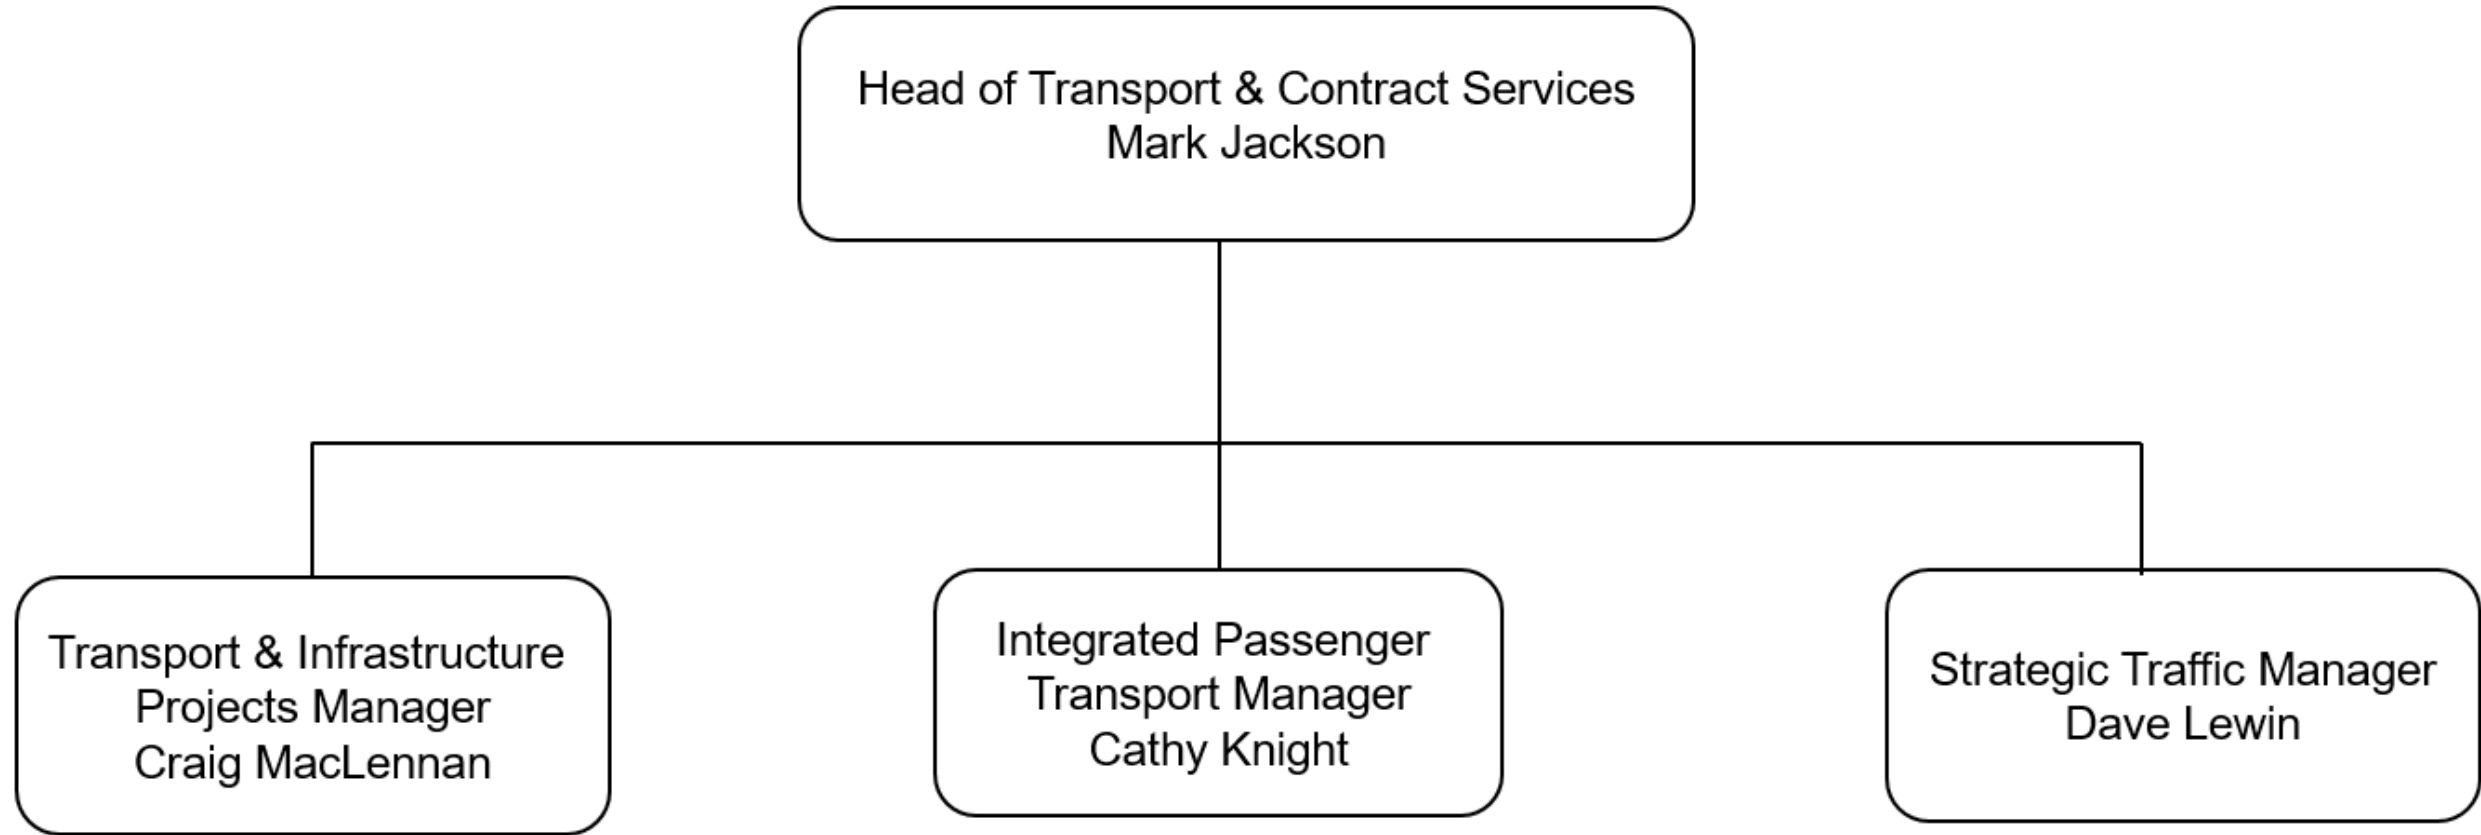 Head of Transport & Contract Services
Mark Jackson
Transport & Infrastructure
Projects Manager
Craig MacLennan
Integrated Passenger
Transport Manager
Cathy Knight
Strategic Traffic Manager
Dave Lewin